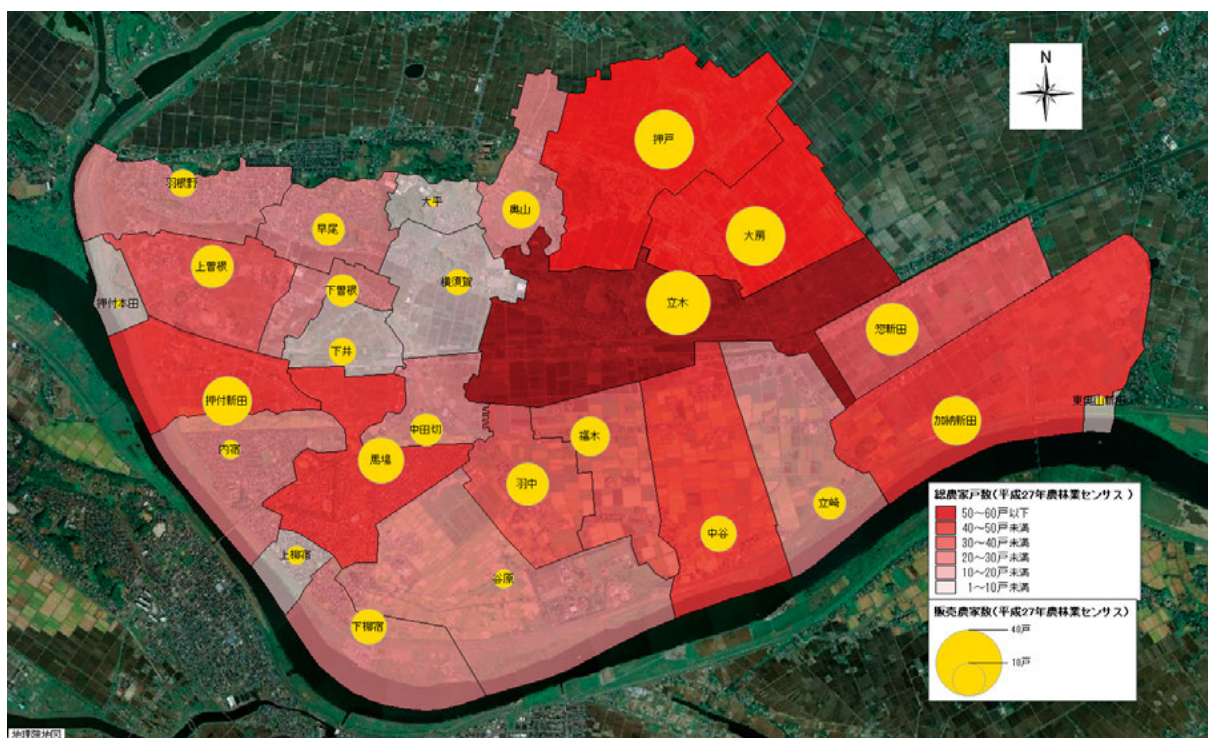 N
押戸
羽根野
大平
奥山
早尾
大房
上曽根
横須賀
下曽根
押付本田
立木
惣新田
下井
押付新田
東奥山新田
加納新田
中田切
福木
内宿
馬場
羽中
立崎
中谷
上柳宿
谷原
下柳宿
総農家戸数(平成27年農林業センサス)
50～60戸以下
40～50戸未満
30～40戸未満
20～30戸未満
10～20戸未満
1～10戸未満
販売農家数(平成27年農林業センサス)
40戸
10戸
地理院地図